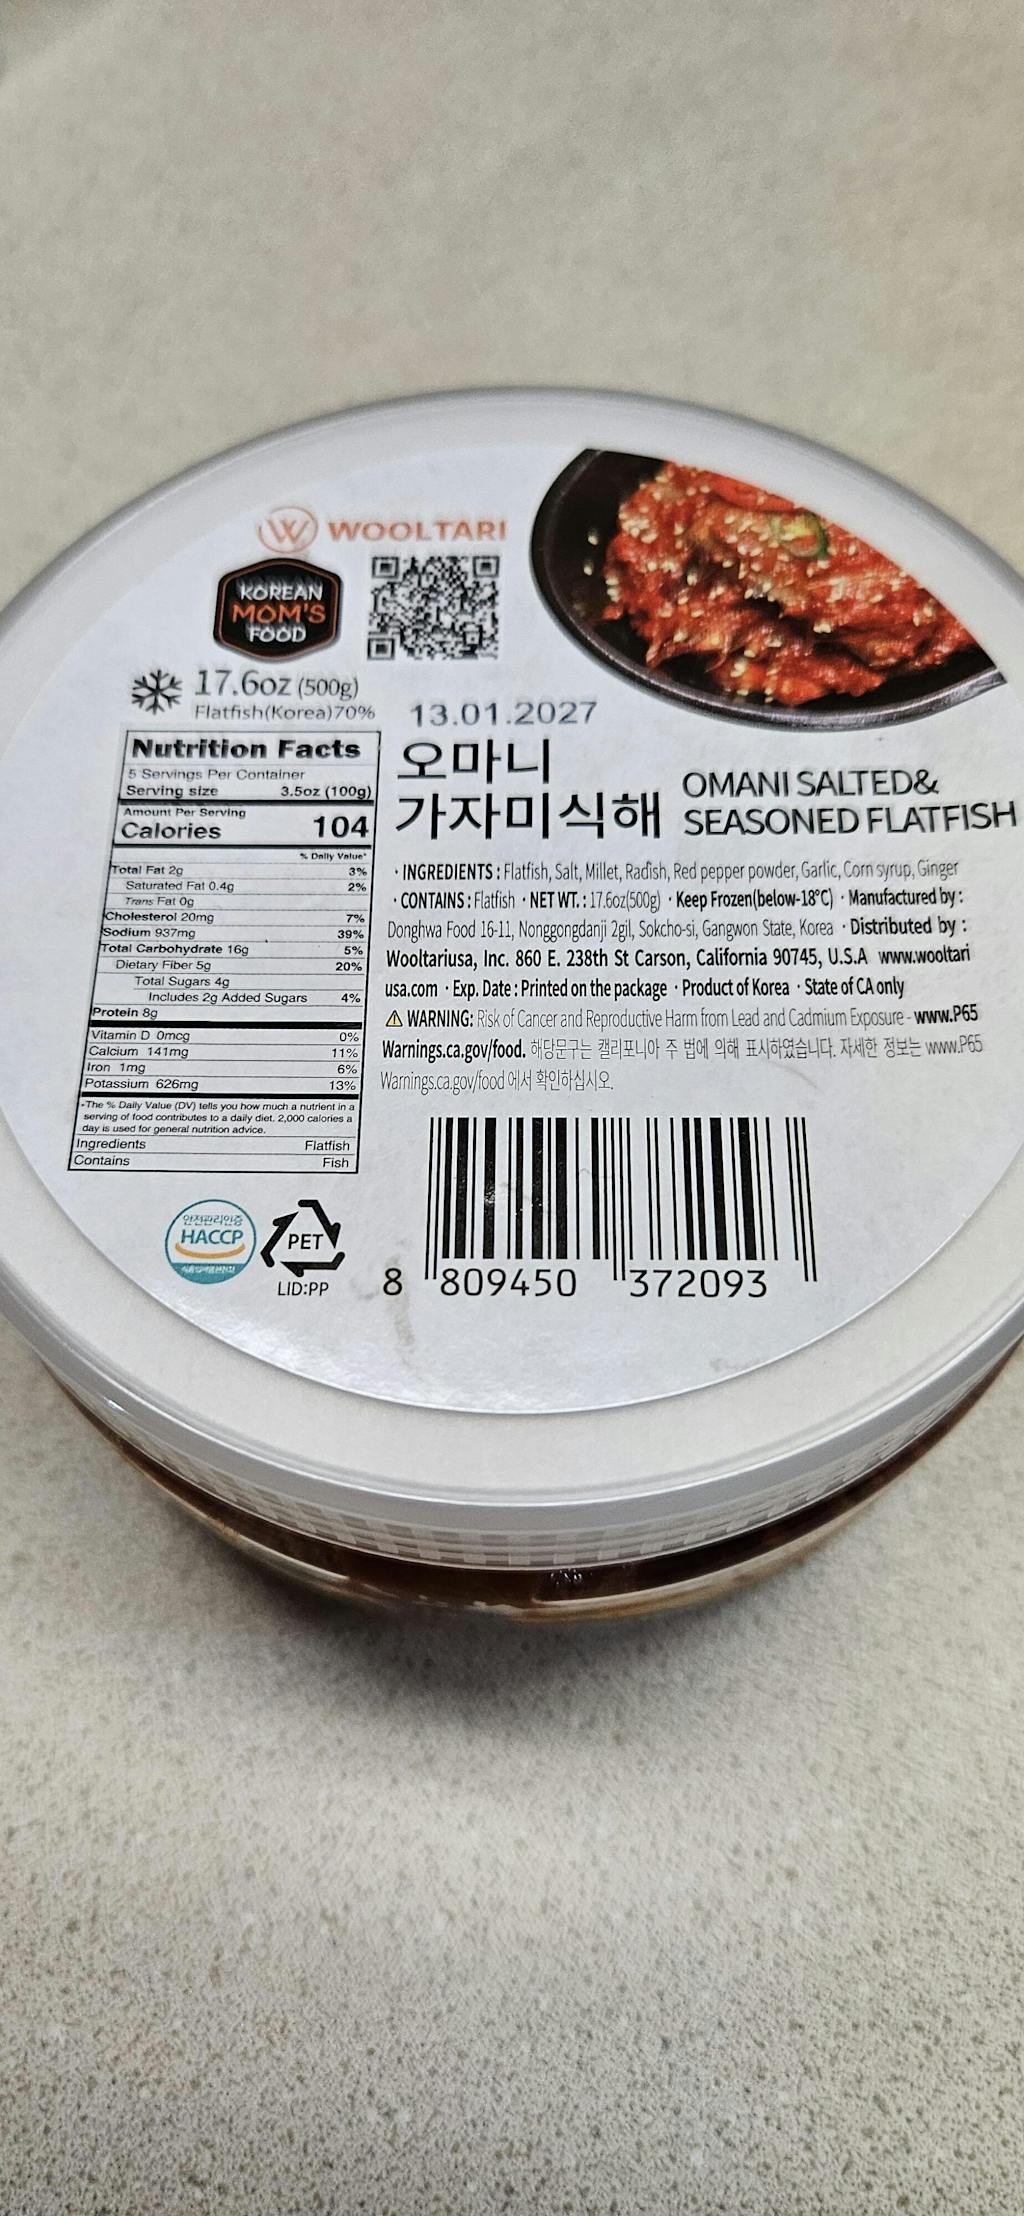 WOOLTARI
KOREAN
MOM'S
FOOD
17.6oz (500g)
Flatfish(Korea)70%
13.01.2027
오마니
가자미식해
OMANI SALTED&
SEASONED FLATFISH
Nutrition Facts
5 Servings Per Container
Serving size 3.5oz (100g)
Amount Per Serving
Calories 104
% Daily Value*
Total Fat 2g 3%
Saturated Fat 0.4g 2%
Trans Fat 0g
Cholesterol 20mg 7%
Sodium 937mg 39%
Total Carbohydrate 16g 5%
Dietary Fiber 5g 20%
Total Sugars 4g
Includes 2g Added Sugars 4%
Protein 8g
Vitamin D 0mcg 0%
Calcium 141mg 11%
Iron 1mg 6%
Potassium 626mg 13%
*The % Daily Value (DV) tells you how much a nutrient in a
serving of food contributes to a daily diet. 2,000 calories a
day is used for general nutrition advice.
Ingredients Flatfish
Contains Fish
· INGREDIENTS : Flatfish, Salt, Millet, Radish, Red pepper powder, Garlic, Corn syrup, Ginger
· CONTAINS : Flatfish · NET WT. : 17.6oz(500g) · Keep Frozen(below-18°C) · Manufactured by :
Donghwa Food 16-11, Nonggongdanji 2gil, Sokcho-si, Gangwon State, Korea · Distributed by :
Wooltariusa, Inc. 860 E. 238th St Carson, California 90745, U.S.A www.wooltari
usa.com · Exp. Date : Printed on the package · Product of Korea · State of CA only
⚠ WARNING: Risk of Cancer and Reproductive Harm from Lead and Cadmium Exposure - www.P65
Warnings.ca.gov/food. 해당문구는 캘리포니아 주 법에 의해 표시하였습니다. 자세한 정보는 www.P65
Warnings.ca.gov/food 에서 확인하십시오.
안전관리인증
HACCP
PET
LID:PP
8 809450 372093